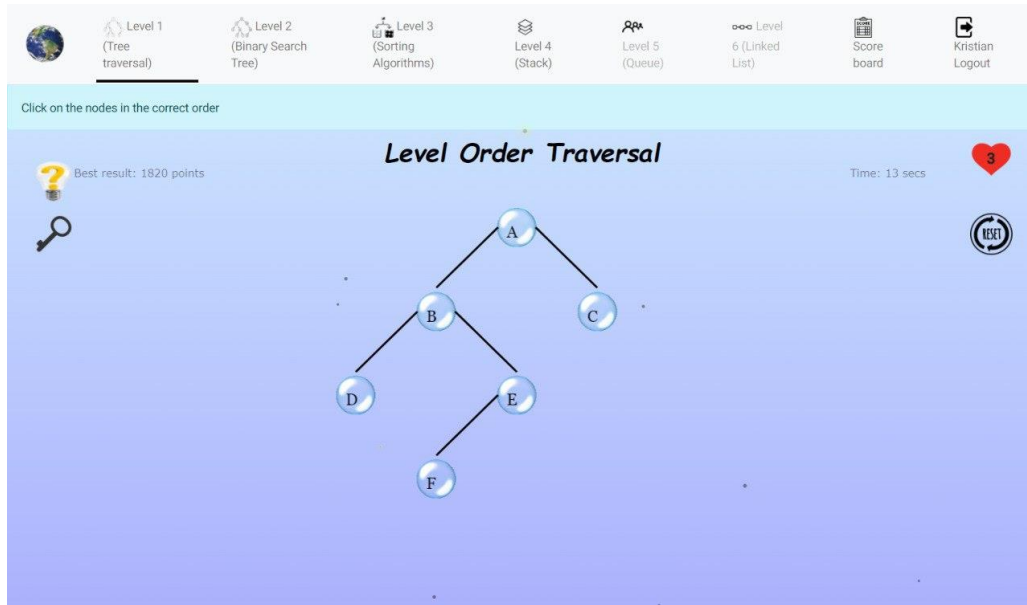 Level 1
(Tree
traversal)
Level 2
(Binary Search
Tree)
Level 3
(Sorting
Algorithms)
Level 4
(Stack)
Level 5
(Queue)
Level
6 (Linked
List)
SCORE
Score
board
Kristian
Logout
Click on the nodes in the correct order
Level Order Traversal
3
Best result: 1820 points
Time: 13 secs
RESET
A
B
C
D
E
F